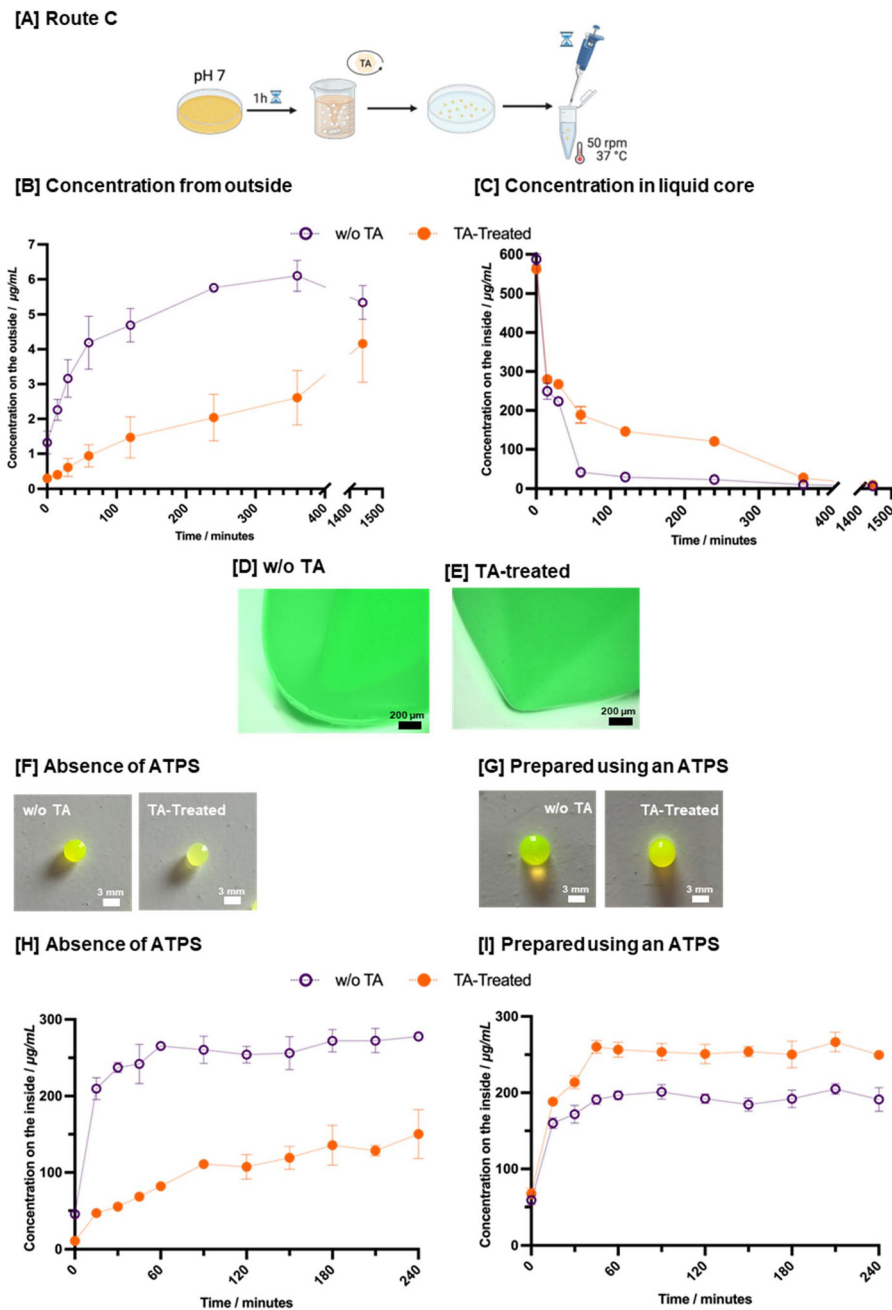 [A] Route C
pH 7
1h
TA
50 rpm
37 °C
[B] Concentration from outside
[C] Concentration in liquid core
w/o TA
TA-Treated
Concentration on the outside / µg/mL
7
6
5
4
3
2
1
0
0
100
200
300
400
1400
1500
Time / minutes
Concentration on the inside / µg/mL
600
500
400
300
200
100
0
0
100
200
300
400
1400
1500
Time / minutes
[D] w/o TA
[E] TA-treated
200 µm
200 µm
[F] Absence of ATPS
[G] Prepared using an ATPS
w/o TA
TA-Treated
w/o TA
TA-Treated
3 mm
3 mm
3 mm
3 mm
[H] Absence of ATPS
[I] Prepared using an ATPS
w/o TA
TA-Treated
Concentration on the inside / µg/mL
300
200
100
0
0
60
120
180
240
Time / minutes
Concentration on the inside / µg/mL
300
200
100
0
0
60
120
180
240
Time / minutes